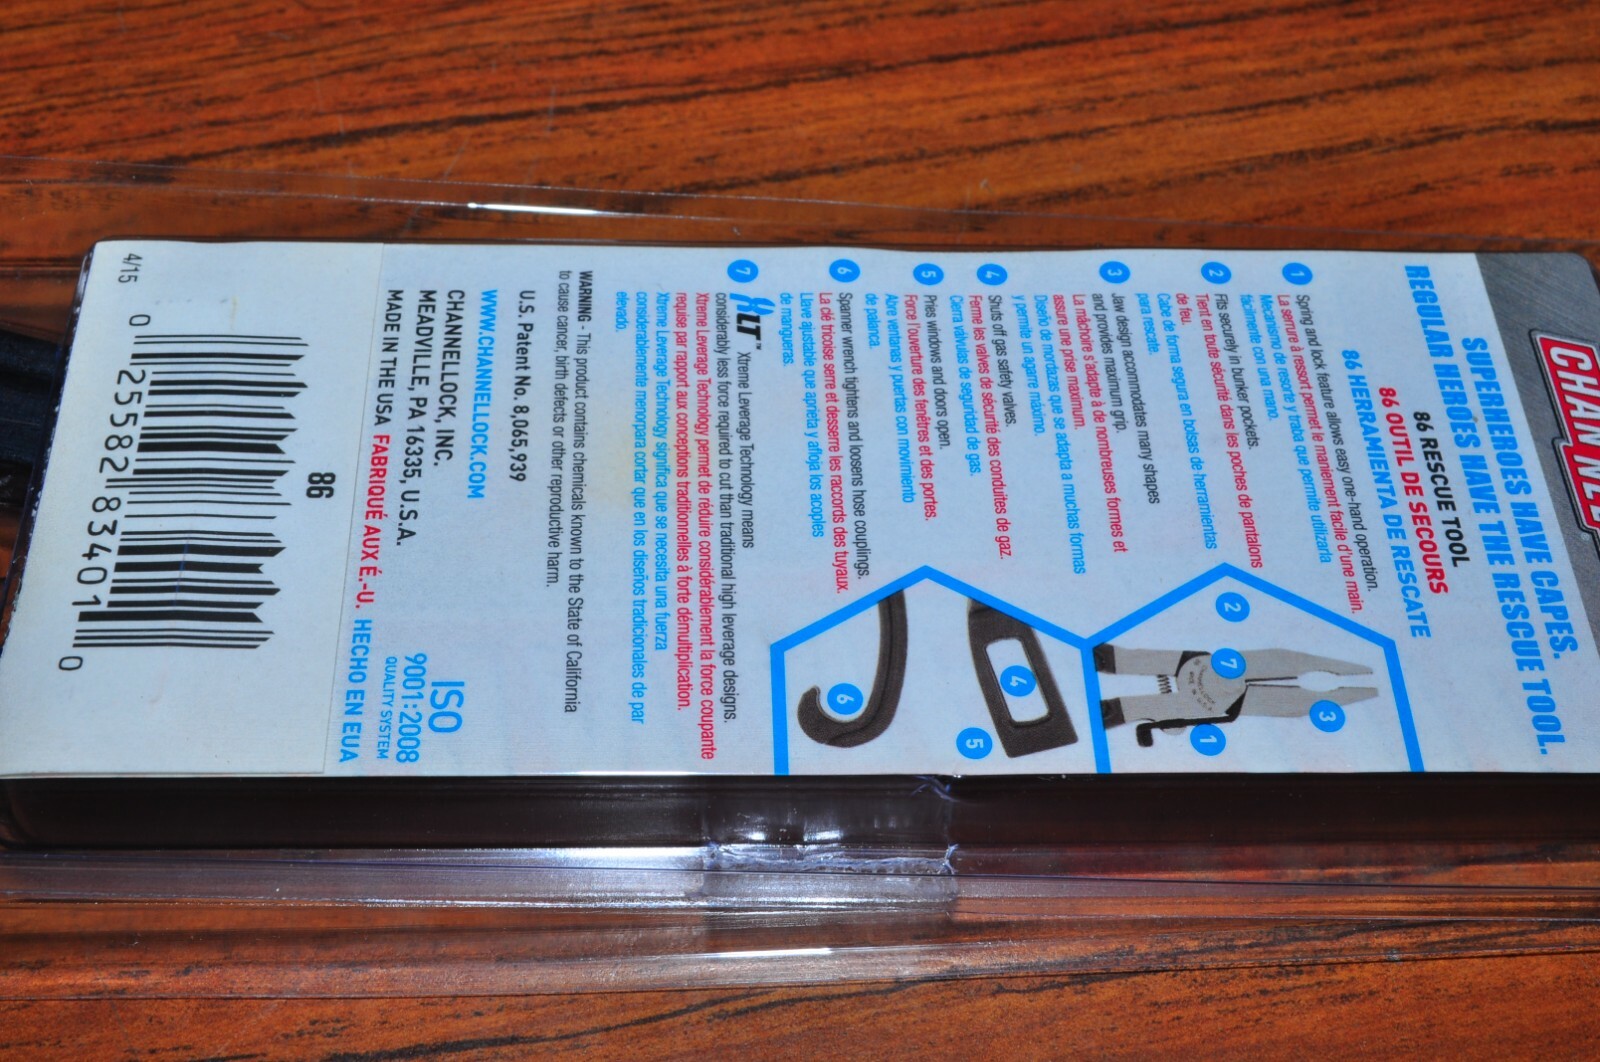 SUPERHEROES HAVE CAPES.
REGULAR HEROES HAVE THE RESCUE TOOL.
86 RESCUE TOOL
86 OUTIL DE SECOURS
86 HERRAMIENTA DE RESCATE
1 Spring and lock feature allows easy one-hand operation.
La serrure à ressort permet le maniement facile d'une main.
Mecanismo de resorte y traba que permite utilizarla
fácilmente con una mano.
2 Fits securely in bunker pockets.
Tient en toute sécurité dans les poches de pantalons
de feu.
Cabe de forma segura en bolsas de herramientas
para rescate.
3 Jaw design accommodates many shapes
and provides maximum grip.
La mâchoire s'adapte à de nombreuses formes et
assure une prise maximum.
Diseño de mordazas que se adapta a muchas formas
y permite un agarre máximo.
4 Shuts off gas safety valves.
Ferme les valves de sécurité des conduites de gaz.
Cierra válvulas de seguridad de gas.
5 Pries windows and doors open.
Force l'ouverture des fenêtres et des portes.
Abre ventanas y puertas con movimiento
de palanca.
6 Spanner wrench tightens and loosens hose couplings.
La clé tricoise serre et desserre les raccords des tuyaux.
Llave ajustable que aprieta y afloja los acoples
de mangueras.
7 XLT™ Xtreme Leverage Technology means
considerably less force required to cut than traditional high leverage designs.
Xtreme Leverage Technology permet de réduire considérablement la force coupante
requise par rapport aux conceptions traditionnelles à forte démultiplication.
Xtreme Leverage Technology significa que se necesita una fuerza
considerablemente menorpara cortar que en los diseños tradicionales de par
elevado.
2
7
3
1
4
5
6
WARNING - This product contains chemicals known to the State of California
to cause cancer, birth defects or other reproductive harm.
U.S. Patent No. 8,065,939
WWW.CHANNELLOCK.COM
CHANNELLOCK, INC.
MEADVILLE, PA 16335, U.S.A.
MADE IN THE USA FABRIQUÉ AUX É.-U. HECHO EN EUA
ISO
9001:2008
QUALITY SYSTEM
86
0 25582 83401 0
4/15